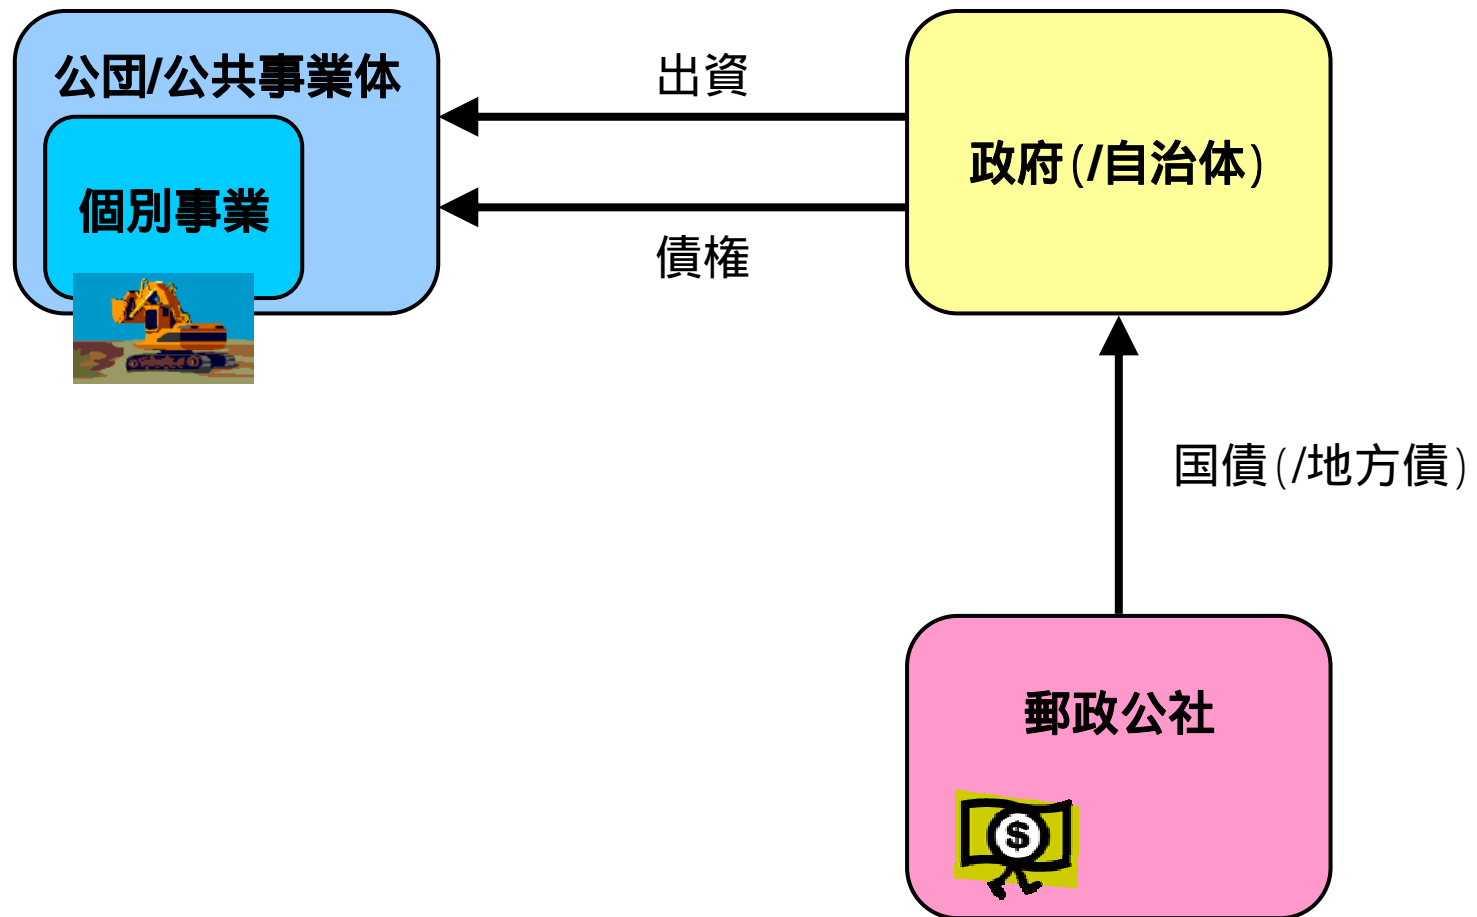 公団/公共事業体
個別事業
出資
債権
政府(/自治体)
国債(/地方債)
郵政公社
$